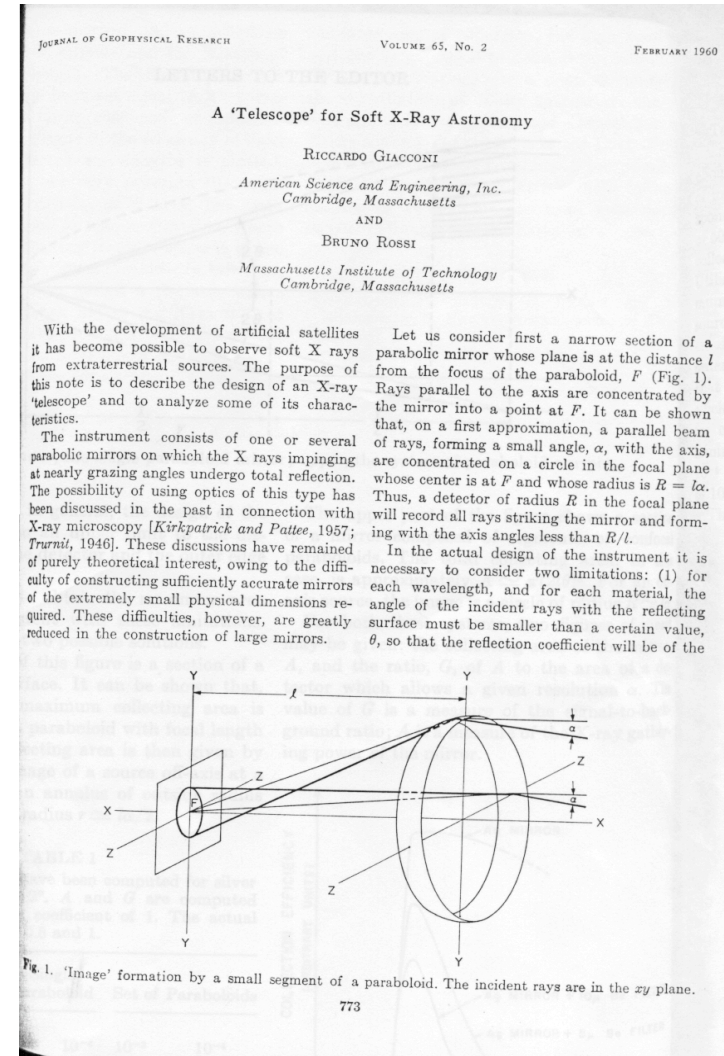 JOURNAL OF GEOPHYSICAL RESEARCH
VOLUME 65, No. 2
FEBRUARY 1960
A ‘Telescope’ for Soft X-Ray Astronomy
RICCARDO GIACCONI
American Science and Engineering, Inc.
Cambridge, Massachusetts
AND
BRUNO ROSSI
Massachusetts Institute of Technology
Cambridge, Massachusetts
With the development of artificial satellites
it has become possible to observe soft X rays
from extraterrestrial sources. The purpose of
this note is to describe the design of an X-ray
‘telescope’ and to analyze some of its charac-
teristics.
The instrument consists of one or several
parabolic mirrors on which the X rays impinging
at nearly grazing angles undergo total reflection.
The possibility of using optics of this type has
been discussed in the past in connection with
X-ray microscopy [Kirkpatrick and Pattee, 1957;
Trurnit, 1946]. These discussions have remained
of purely theoretical interest, owing to the diffi-
culty of constructing sufficiently accurate mirrors
of the extremely small physical dimensions re-
quired. These difficulties, however, are greatly
reduced in the construction of large mirrors.
Let us consider first a narrow section of a
parabolic mirror whose plane is at the distance l
from the focus of the paraboloid, F (Fig. 1).
Rays parallel to the axis are concentrated by
the mirror into a point at F. It can be shown
that, on a first approximation, a parallel beam
of rays, forming a small angle, α, with the axis,
are concentrated on a circle in the focal plane
whose center is at F and whose radius is R = lα.
Thus, a detector of radius R in the focal plane
will record all rays striking the mirror and form-
ing with the axis angles less than R/l.
In the actual design of the instrument it is
necessary to consider two limitations: (1) for
each wavelength, and for each material, the
angle of the incident rays with the reflecting
surface must be smaller than a certain value,
θ, so that the reflection coefficient will be of the
Y
Y
l
α
Z
Z
F
α
X
X
Z
Z
Y
Y
Fig. 1. ‘Image’ formation by a small segment of a paraboloid. The incident rays are in the xy plane.
773